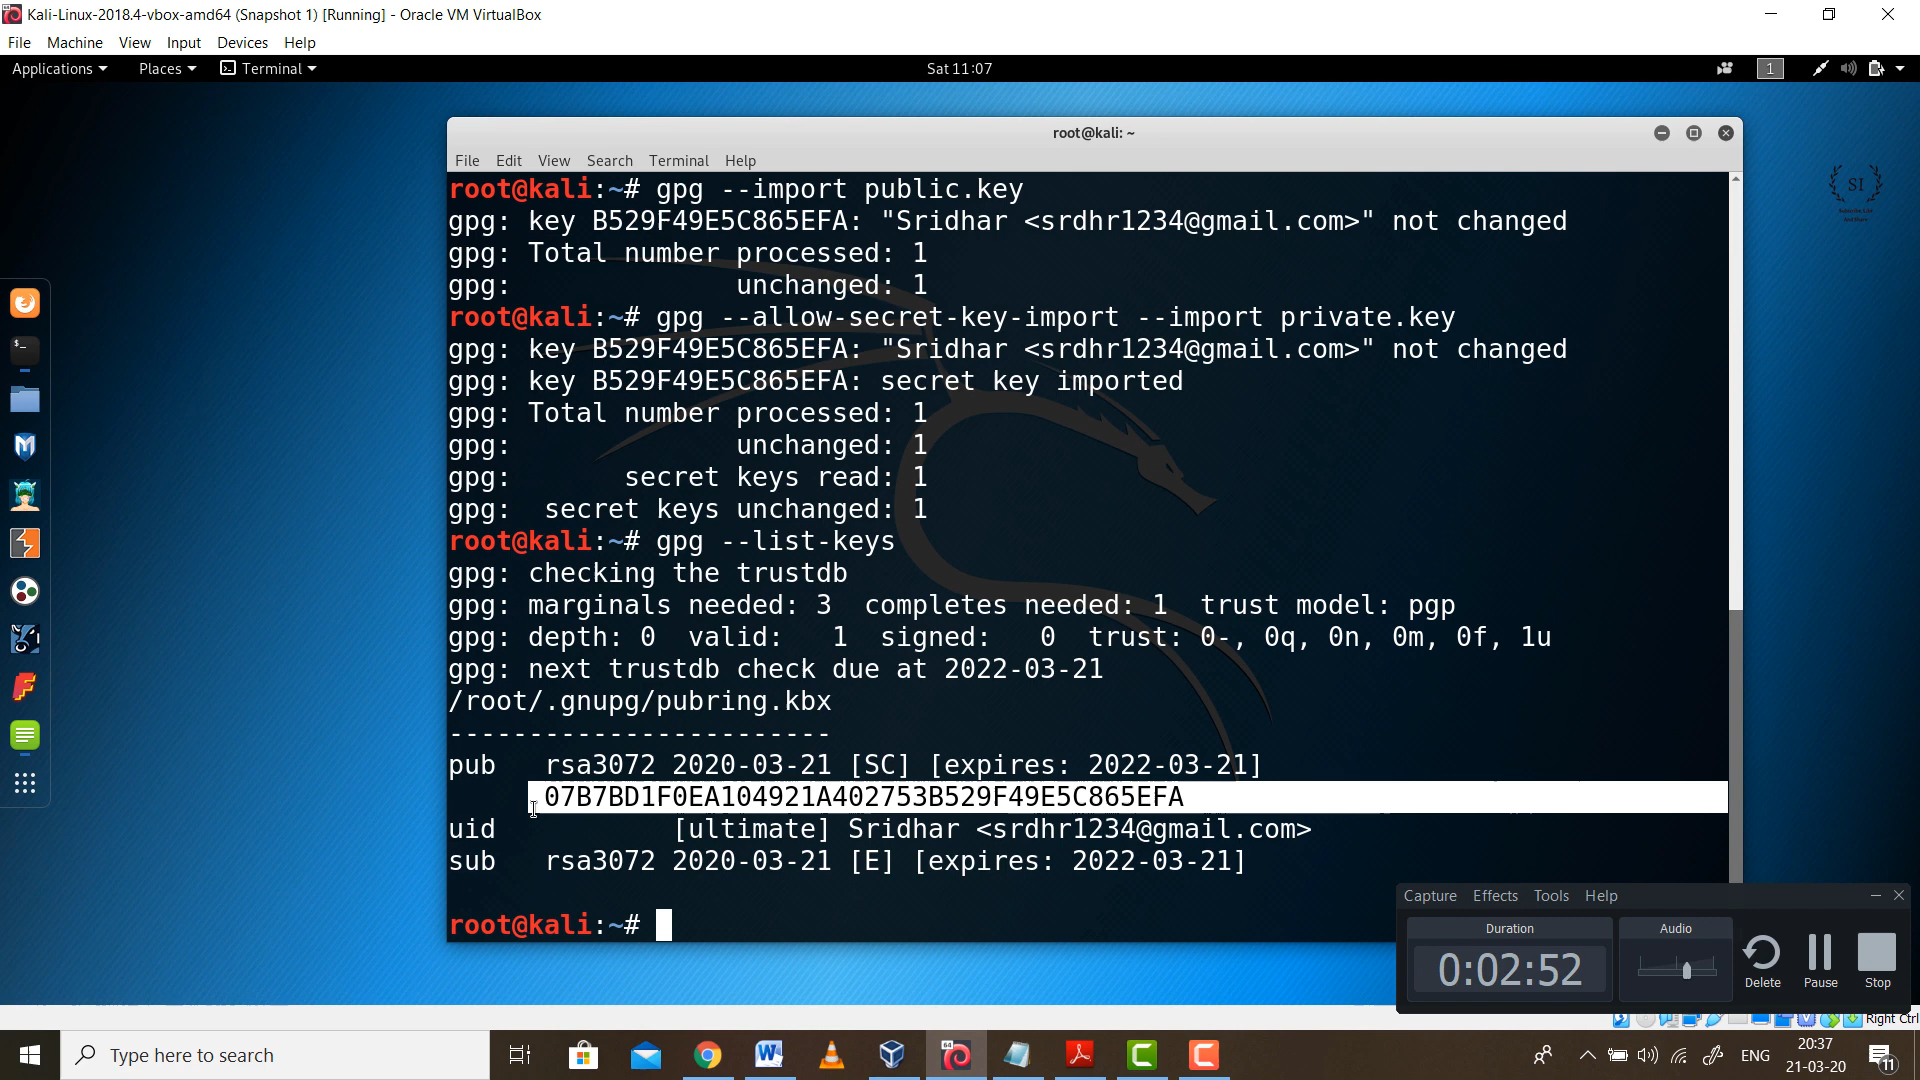 Kali-Linux-2018.4-vbox-amd64 (Snapshot 1) [Running] - Oracle VM VirtualBox
File Machine View Input Devices Help
Applications Places Terminal Sat 11:07 1
root@kali: ~
File Edit View Search Terminal Help
root@kali:~# gpg --import public.key
gpg: key B529F49E5C865EFA: "Sridhar <srdhr1234@gmail.com>" not changed
gpg: Total number processed: 1
gpg: unchanged: 1
root@kali:~# gpg --allow-secret-key-import --import private.key
gpg: key B529F49E5C865EFA: "Sridhar <srdhr1234@gmail.com>" not changed
gpg: key B529F49E5C865EFA: secret key imported
gpg: Total number processed: 1
gpg: unchanged: 1
gpg: secret keys read: 1
gpg: secret keys unchanged: 1
root@kali:~# gpg --list-keys
gpg: checking the trustdb
gpg: marginals needed: 3 completes needed: 1 trust model: pgp
gpg: depth: 0 valid: 1 signed: 0 trust: 0-, 0q, 0n, 0m, 0f, 1u
gpg: next trustdb check due at 2022-03-21
/root/.gnupg/pubring.kbx
------------------------
pub rsa3072 2020-03-21 [SC] [expires: 2022-03-21]
07B7BD1F0EA104921A402753B529F49E5C865EFA
uid [ultimate] Sridhar <srdhr1234@gmail.com>
sub rsa3072 2020-03-21 [E] [expires: 2022-03-21]
root@kali:~#
SI
Capture Effects Tools Help
Duration Audio
0:02:52
Delete Pause Stop
Right Ctrl
Type here to search
ENG
20:37
21-03-20
11